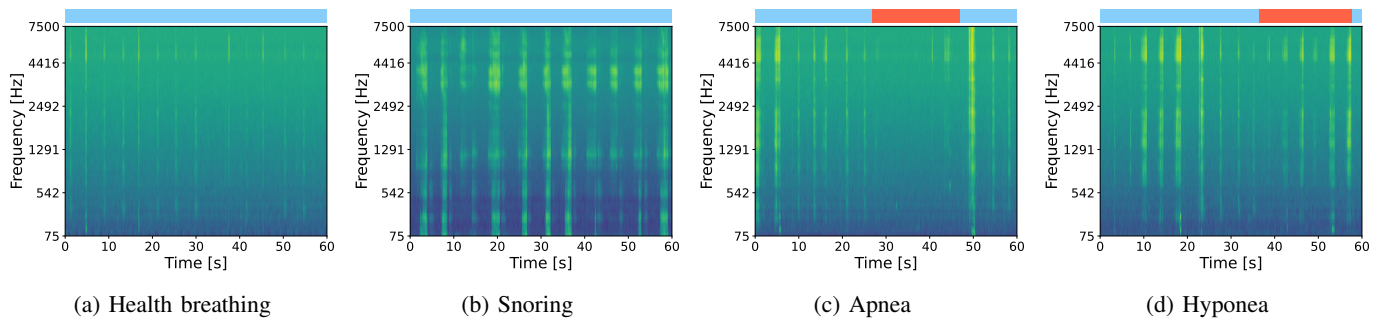 7500
4416
2492
1291
542
75
Frequency [Hz]
0 10 20 30 40 50 60
Time [s]
(a) Health breathing
7500
4416
2492
1291
542
75
Frequency [Hz]
0 10 20 30 40 50 60
Time [s]
(b) Snoring
7500
4416
2492
1291
542
75
Frequency [Hz]
0 10 20 30 40 50 60
Time [s]
(c) Apnea
7500
4416
2492
1291
542
75
Frequency [Hz]
0 10 20 30 40 50 60
Time [s]
(d) Hyponea